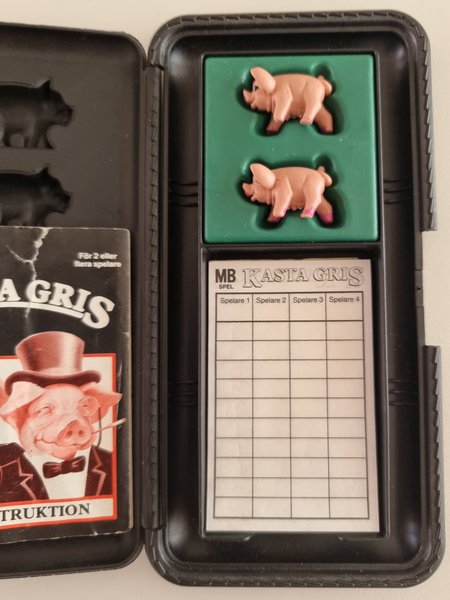 För 2 eller
flera spelare
A GRIS
TRUKTION
MB
SPEL
KASTA GRIS
Spelare 1 Spelare 2 Spelare 3 Spelare 4